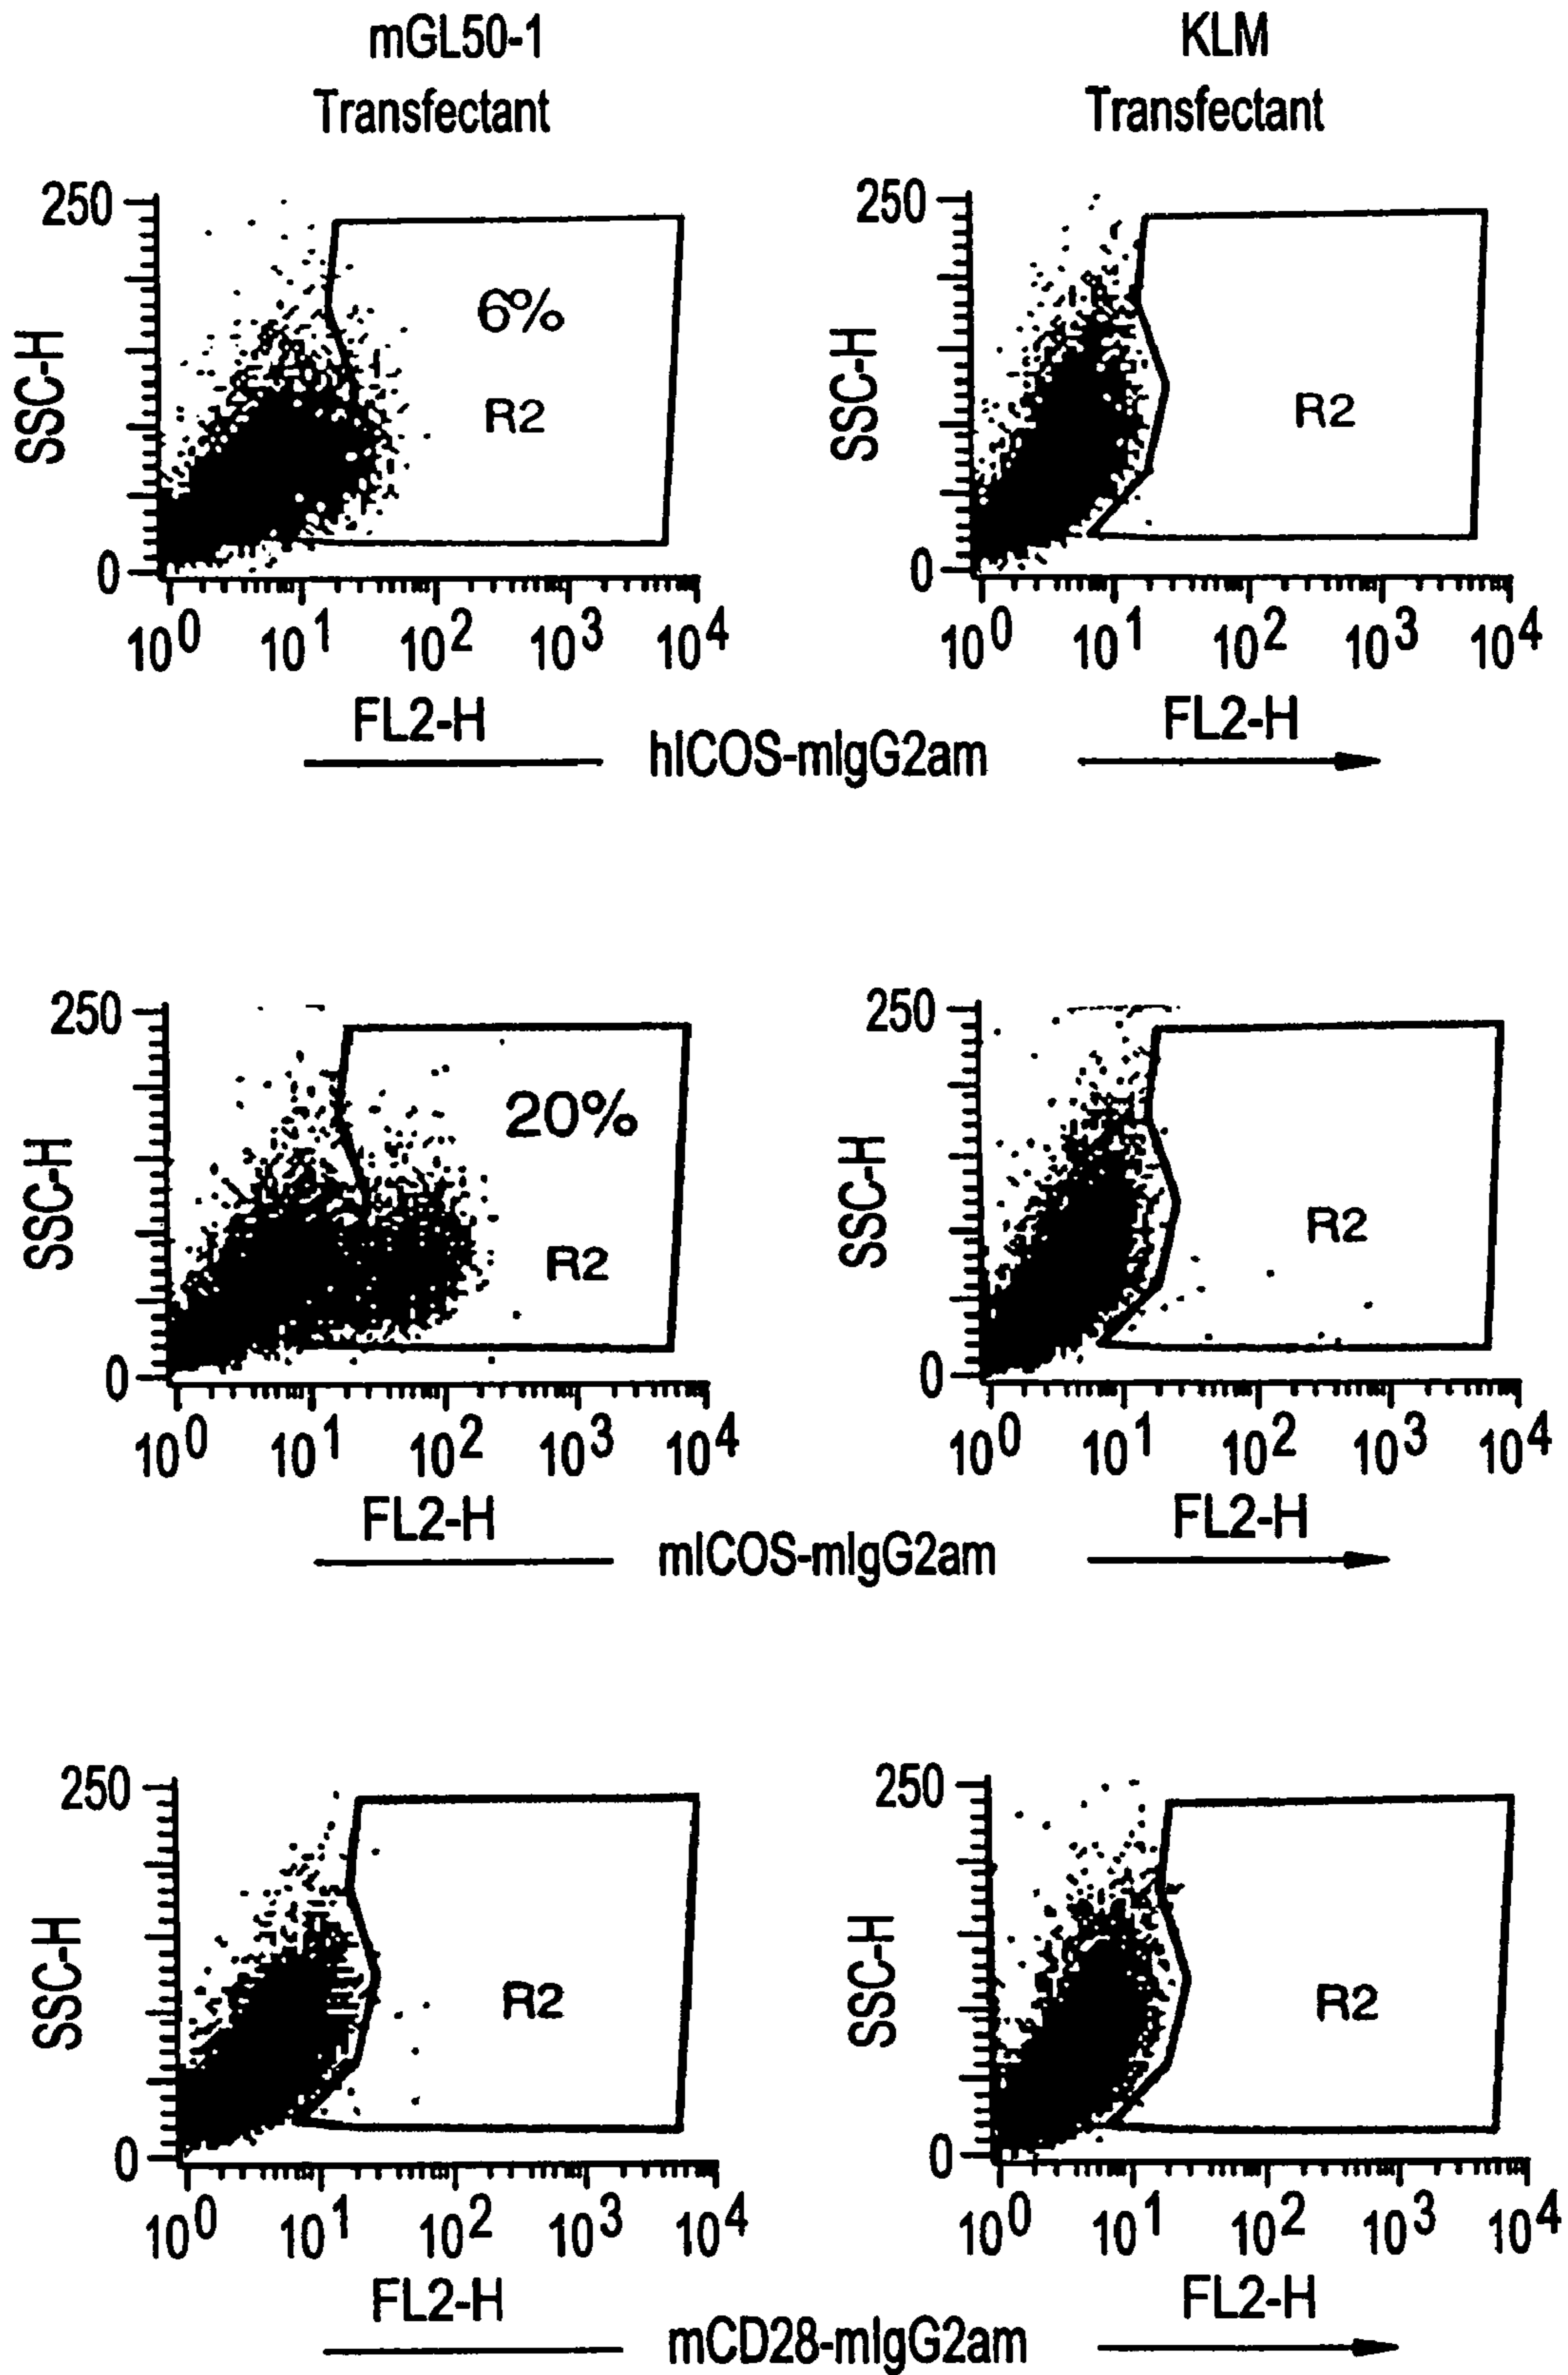 mGL50-1
Transfectant
KLM
Transfectant
250
SSC-H
6%
R2
0
10^0 10^1 10^2 10^3 10^4
FL2-H
250
SSC-H
R2
0
10^0 10^1 10^2 10^3 10^4
FL2-H
hICOS-mIgG2am
250
SSC-H
20%
R2
0
10^0 10^1 10^2 10^3 10^4
FL2-H
250
SSC-H
R2
0
10^0 10^1 10^2 10^3 10^4
FL2-H
mICOS-mIgG2am
250
SSC-H
R2
0
10^0 10^1 10^2 10^3 10^4
FL2-H
250
SSC-H
R2
0
10^0 10^1 10^2 10^3 10^4
FL2-H
mCD28-mIgG2am